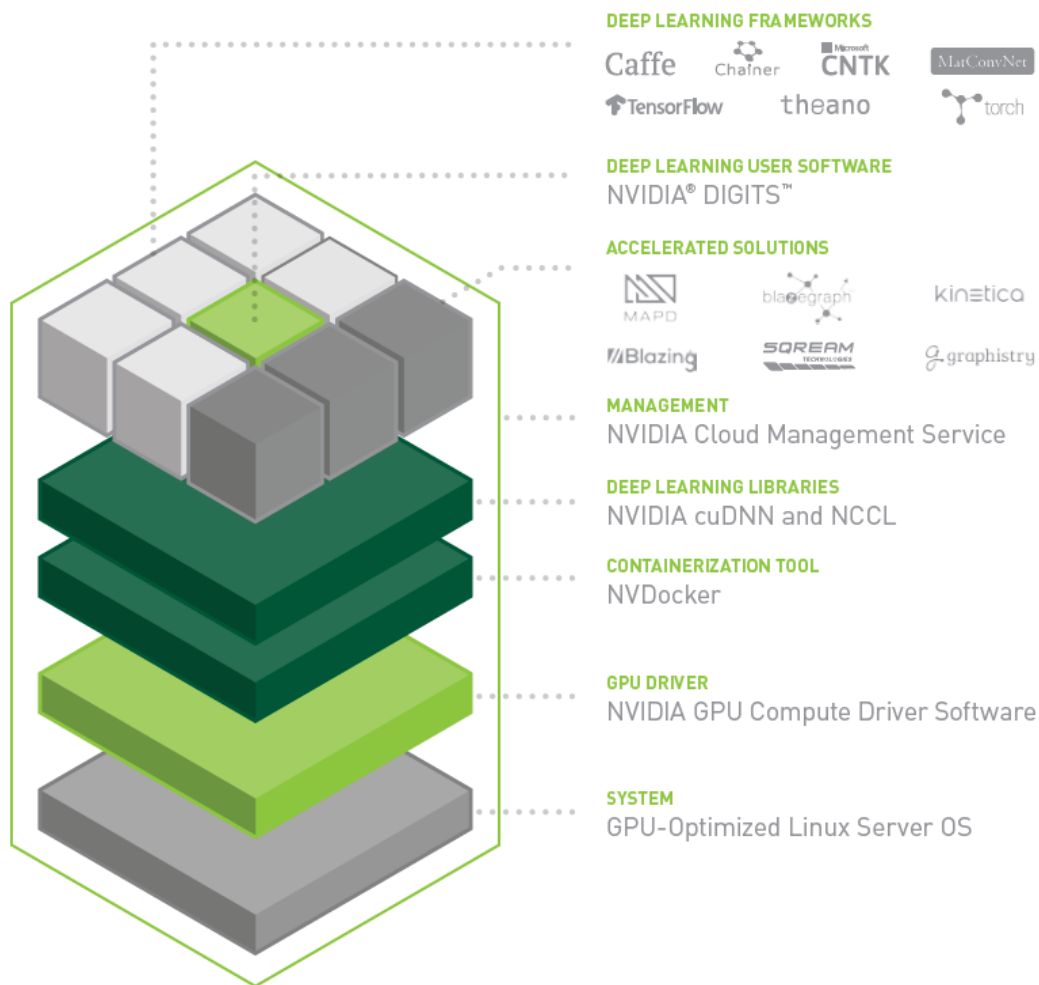 DEEP LEARNING FRAMEWORKS
Caffe Chainer Microsoft CNTK MatConvNet
TensorFlow theano torch
DEEP LEARNING USER SOFTWARE
NVIDIA® DIGITS™
ACCELERATED SOLUTIONS
MAPD blazegraph kinetica
Blazing SQREAM TECHNOLOGIES graphistry
MANAGEMENT
NVIDIA Cloud Management Service
DEEP LEARNING LIBRARIES
NVIDIA cuDNN and NCCL
CONTAINERIZATION TOOL
NVDocker
GPU DRIVER
NVIDIA GPU Compute Driver Software
SYSTEM
GPU-Optimized Linux Server OS